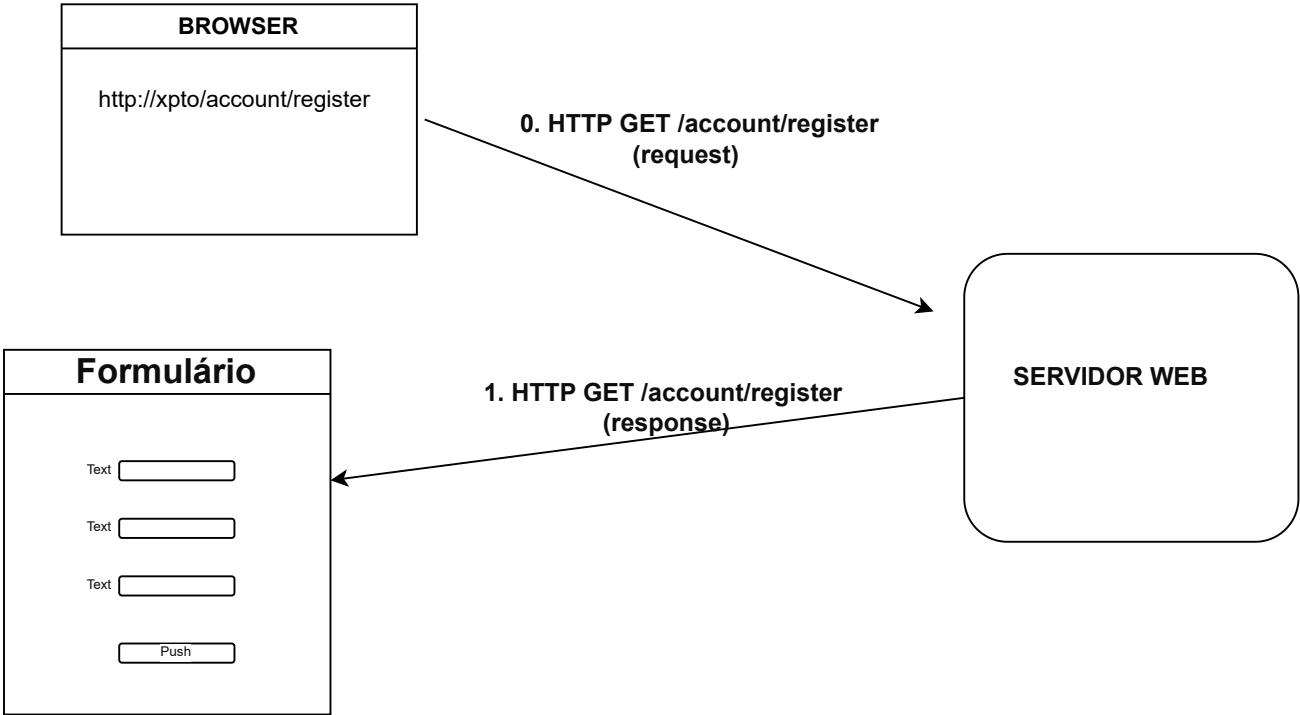 BROWSER
http://xpto/account/register
0. HTTP GET /account/register
(request)
Formulário
1. HTTP GET /account/register
(response)
SERVIDOR WEB
Text
Text
Text
Push